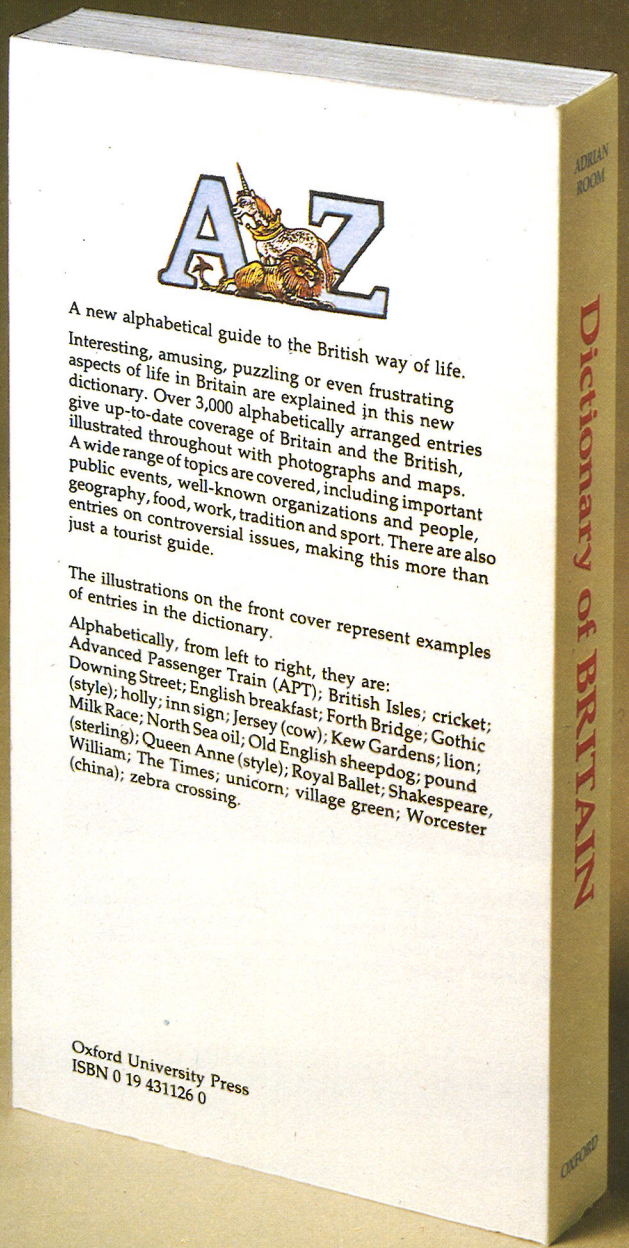 A Z
A new alphabetical guide to the British way of life.
Interesting, amusing, puzzling or even frustrating
aspects of life in Britain are explained in this new
dictionary. Over 3,000 alphabetically arranged entries
give up-to-date coverage of Britain and the British,
illustrated throughout with photographs and maps.
A wide range of topics are covered, including important
public events, well-known organizations and people,
geography, food, work, tradition and sport. There are also
entries on controversial issues, making this more than
just a tourist guide.
The illustrations on the front cover represent examples
of entries in the dictionary.
Alphabetically, from left to right, they are:
Advanced Passenger Train (APT); British Isles; cricket;
Downing Street; English breakfast; Forth Bridge; Gothic
(style); holly; inn sign; Jersey (cow); Kew Gardens; lion;
Milk Race; North Sea oil; Old English sheepdog; pound
(sterling); Queen Anne (style); Royal Ballet; Shakespeare,
William; The Times; unicorn; village green; Worcester
(china); zebra crossing.
Oxford University Press
ISBN 0 19 431126 0
ADRIAN
ROOM
Dictionary of BRITAIN
OXFORD